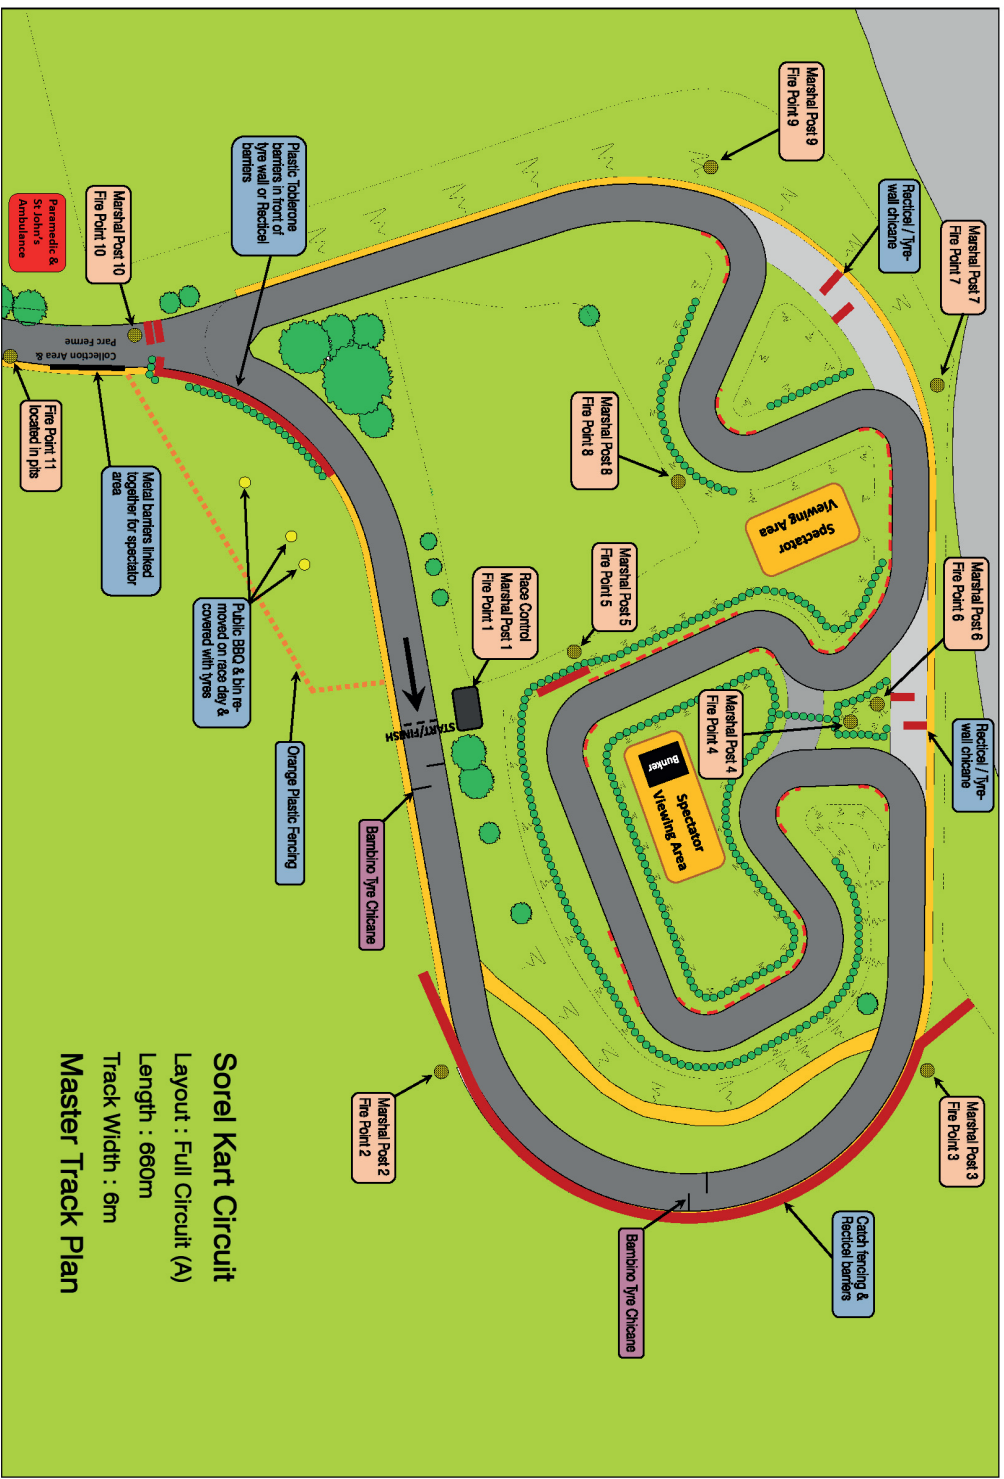 Marshal Post 9
Fire Point 9
Recticel / Tyre-
wall chicane
Marshal Post 7
Fire Point 7
Plastic Toblerone
barriers in front of
tyre wall or Recticel
barriers
Marshal Post 10
Fire Point 10
Paramedic &
St John's
Ambulance
Collection Area &
Parc Ferme
Fire Point 11
located in pits
Metal barriers linked
together for spectator
area
Marshal Post 8
Fire Point 8
Spectator
Viewing Area
Marshal Post 6
Fire Point 6
Marshal Post 5
Fire Point 5
Race Control
Marshal Post 1
Fire Point 1
Public BBQ & bin re-
moved on race day &
covered with tyres
Orange Plastic Fencing
START/FINISH
Marshal Post 4
Fire Point 4
Recticel / Tyre-
wall chicane
Bunker
Spectator
Viewing Area
Bambino Tyre Chicane
Marshal Post 3
Fire Point 3
Marshal Post 2
Fire Point 2
Catch fencing &
Recticel barriers
Bambino Tyre Chicane
Sorel Kart Circuit
Layout : Full Circuit (A)
Length : 660m
Track Width : 6m
Master Track Plan